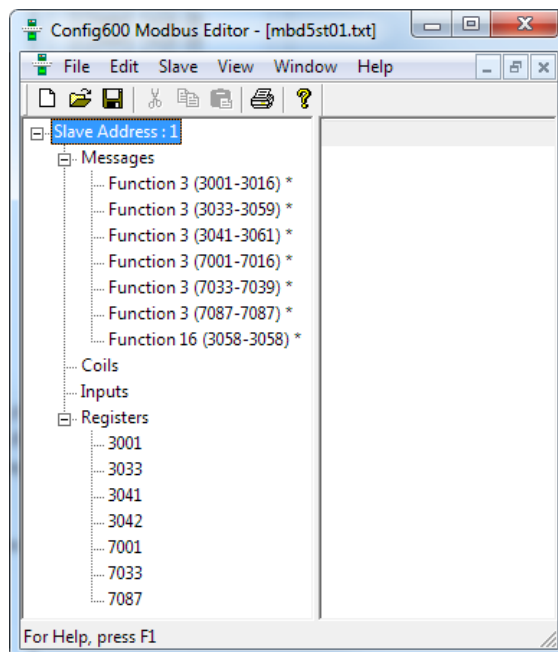 Config600 Modbus Editor - [mbd5st01.txt]
File Edit Slave View Window Help
Slave Address : 1
Messages
Function 3 (3001-3016) *
Function 3 (3033-3059) *
Function 3 (3041-3061) *
Function 3 (7001-7016) *
Function 3 (7033-7039) *
Function 3 (7087-7087) *
Function 16 (3058-3058) *
Coils
Inputs
Registers
3001
3033
3041
3042
7001
7033
7087
For Help, press F1